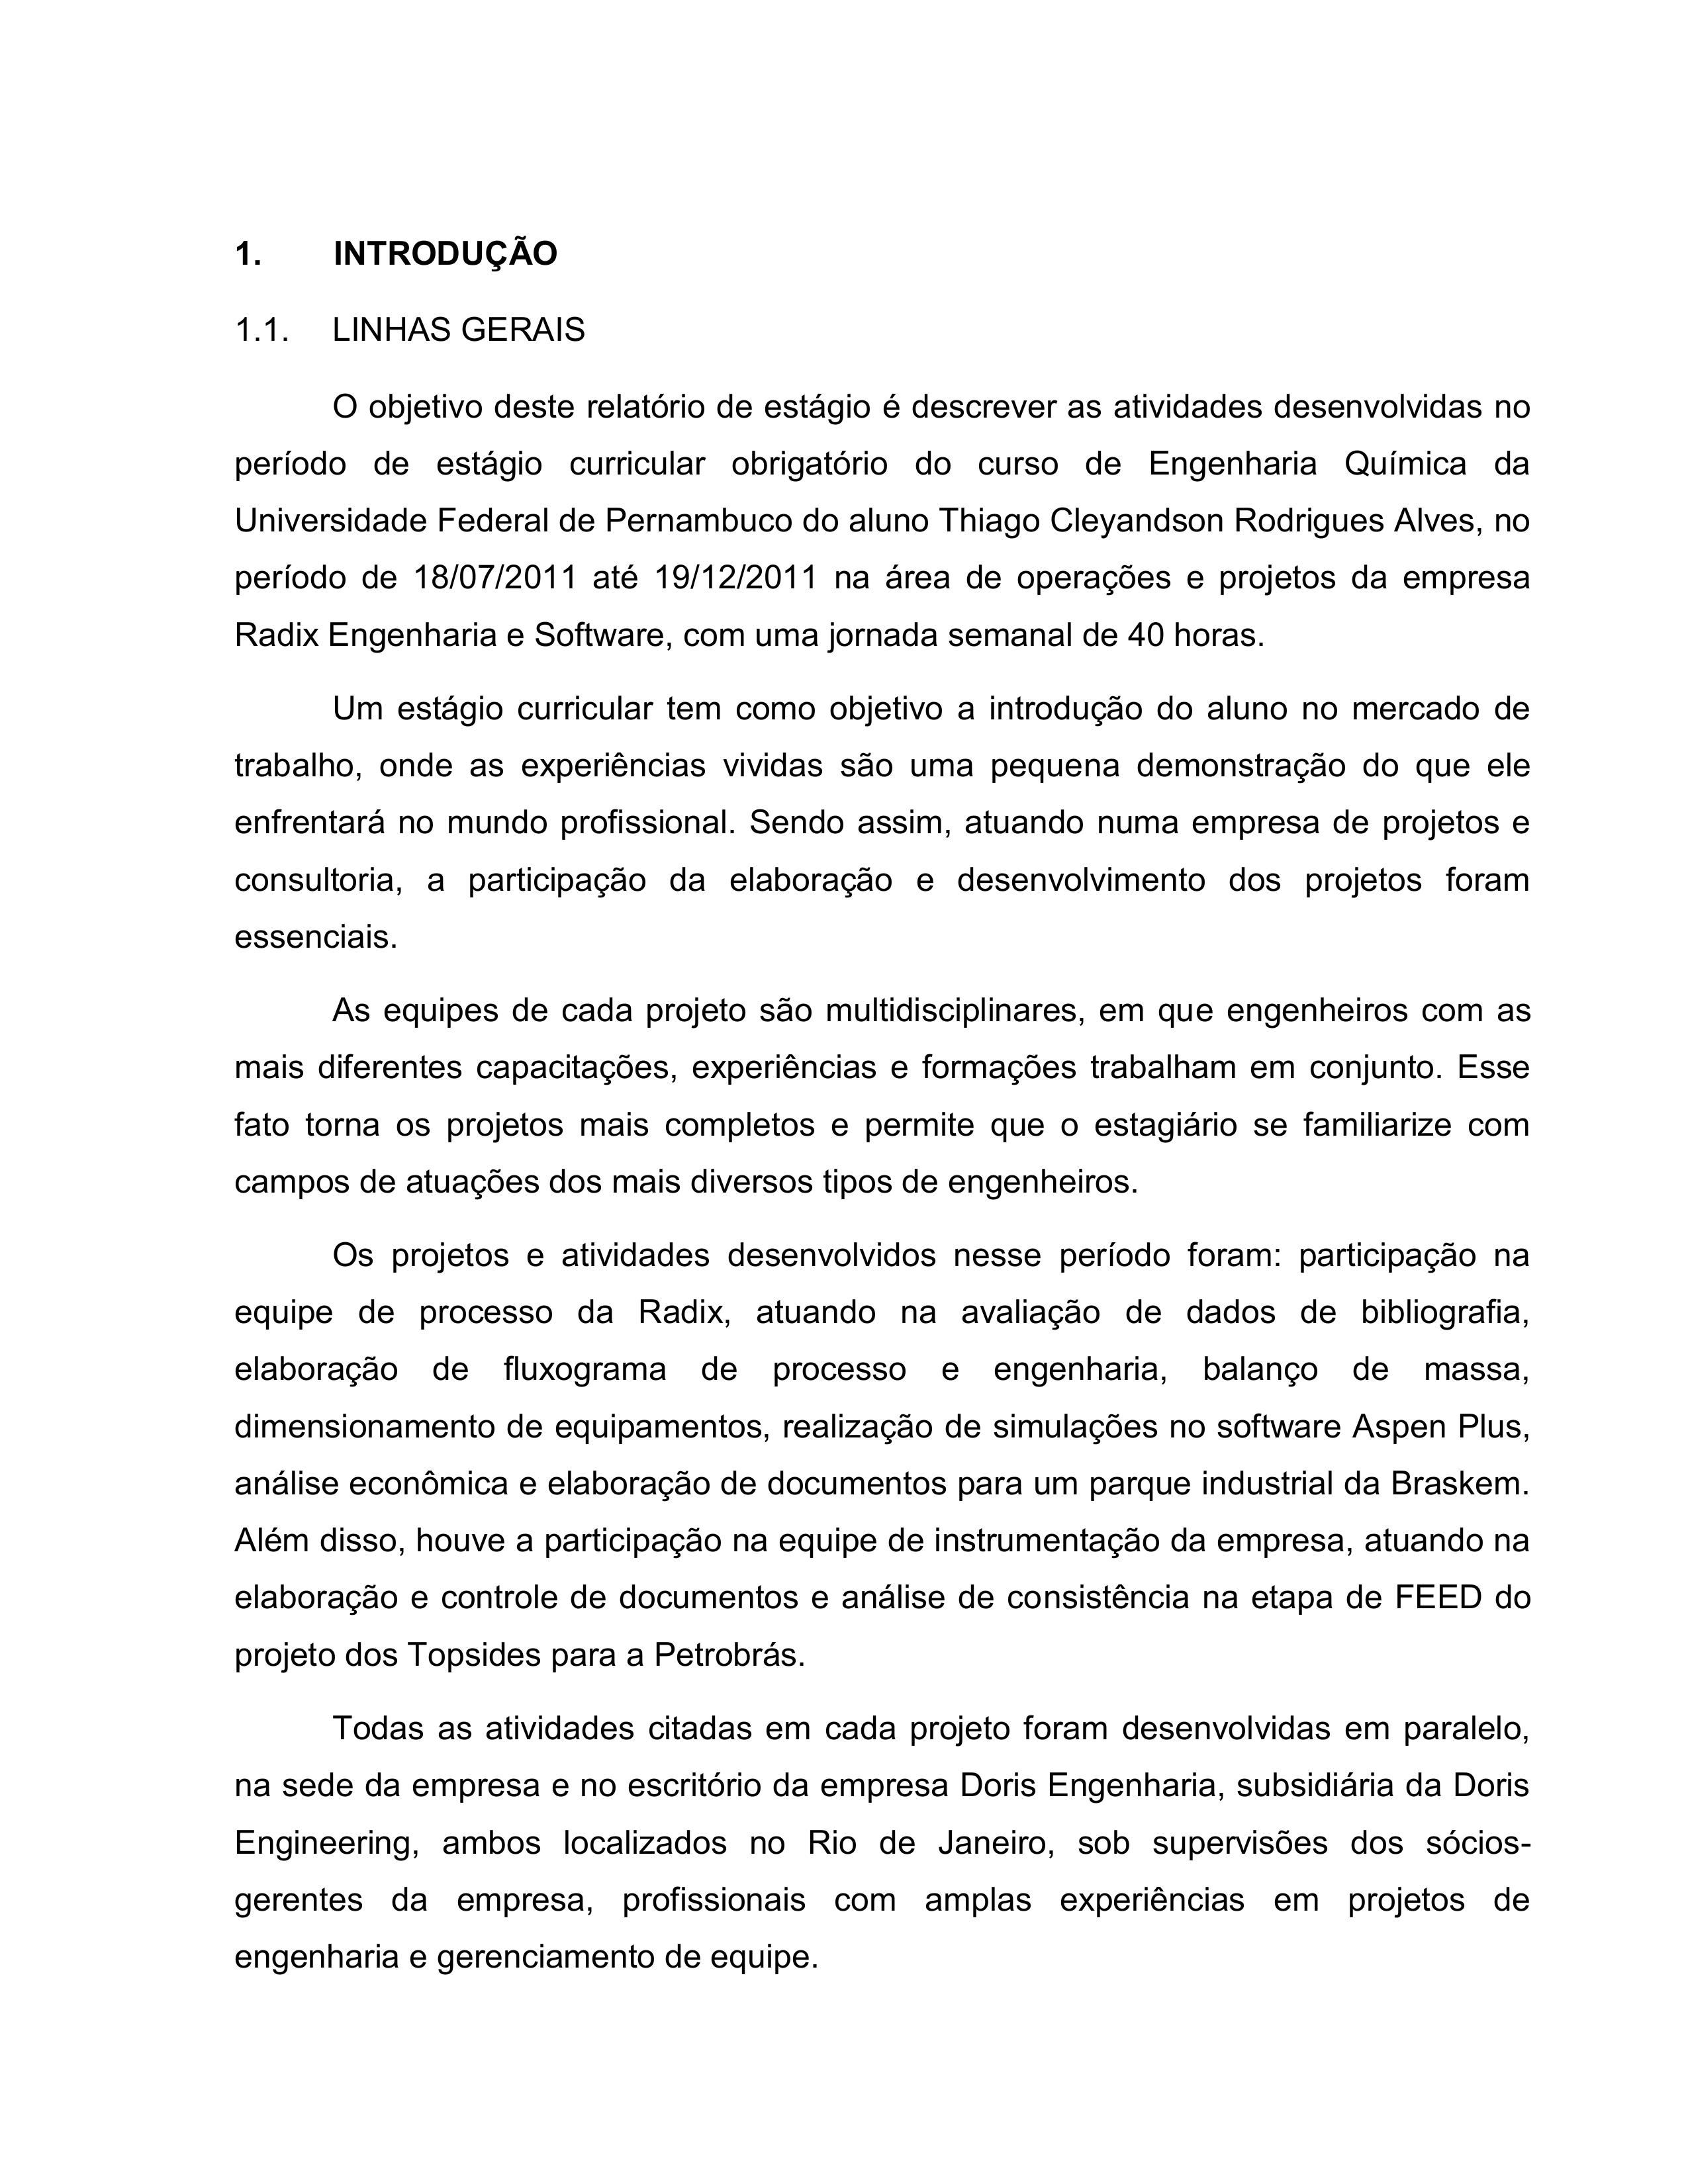 1. INTRODUÇÃO
1.1. LINHAS GERAIS
O objetivo deste relatório de estágio é descrever as atividades desenvolvidas no
período de estágio curricular obrigatório do curso de Engenharia Química da
Universidade Federal de Pernambuco do aluno Thiago Cleyandson Rodrigues Alves, no
período de 18/07/2011 até 19/12/2011 na área de operações e projetos da empresa
Radix Engenharia e Software, com uma jornada semanal de 40 horas.
Um estágio curricular tem como objetivo a introdução do aluno no mercado de
trabalho, onde as experiências vividas são uma pequena demonstração do que ele
enfrentará no mundo profissional. Sendo assim, atuando numa empresa de projetos e
consultoria, a participação da elaboração e desenvolvimento dos projetos foram
essenciais.
As equipes de cada projeto são multidisciplinares, em que engenheiros com as
mais diferentes capacitações, experiências e formações trabalham em conjunto. Esse
fato torna os projetos mais completos e permite que o estagiário se familiarize com
campos de atuações dos mais diversos tipos de engenheiros.
Os projetos e atividades desenvolvidos nesse período foram: participação na
equipe de processo da Radix, atuando na avaliação de dados de bibliografia,
elaboração de fluxograma de processo e engenharia, balanço de massa,
dimensionamento de equipamentos, realização de simulações no software Aspen Plus,
análise econômica e elaboração de documentos para um parque industrial da Braskem.
Além disso, houve a participação na equipe de instrumentação da empresa, atuando na
elaboração e controle de documentos e análise de consistência na etapa de FEED do
projeto dos Topsides para a Petrobrás.
Todas as atividades citadas em cada projeto foram desenvolvidas em paralelo,
na sede da empresa e no escritório da empresa Doris Engenharia, subsidiária da Doris
Engineering, ambos localizados no Rio de Janeiro, sob supervisões dos sócios-
gerentes da empresa, profissionais com amplas experiências em projetos de
engenharia e gerenciamento de equipe.